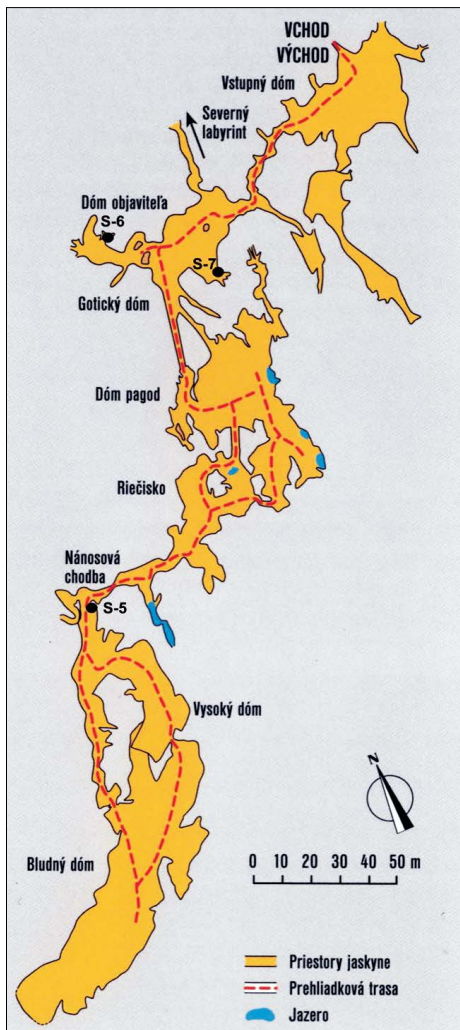 VCHOD
VÝCHOD
Vstupný dóm
Severný
labyrint
Dóm objaviteľa
S-6
S-7
Gotický dóm
Dóm pagod
Riečisko
Nánosová
chodba
S-5
Vysoký dóm
N
Bludný dóm
0 10 20 30 40 50 m
Priestory jaskyne
Prehliadková trasa
Jazero